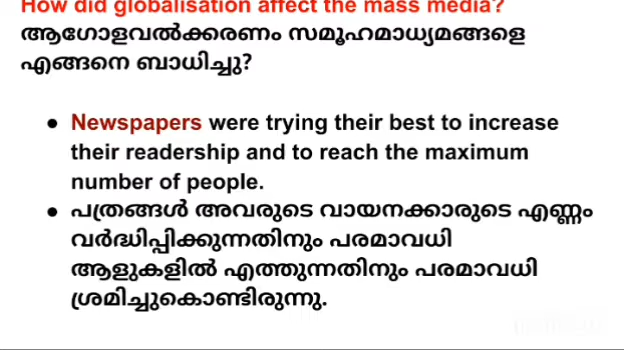 How did globalisation affect the mass media?
ആഗോളവൽക്കരണം സമൂഹമാധ്യമങ്ങളെ
എങ്ങനെ ബാധിച്ചു?
● Newspapers were trying their best to increase
their readership and to reach the maximum
number of people.
● പത്രങ്ങൾ അവരുടെ വായനക്കാരുടെ എണ്ണം
വർദ്ധിപ്പിക്കുന്നതിനും പരമാവധി
ആളുകളിൽ എത്തുന്നതിനും പരമാവധി
ശ്രമിച്ചുകൊണ്ടിരുന്നു.